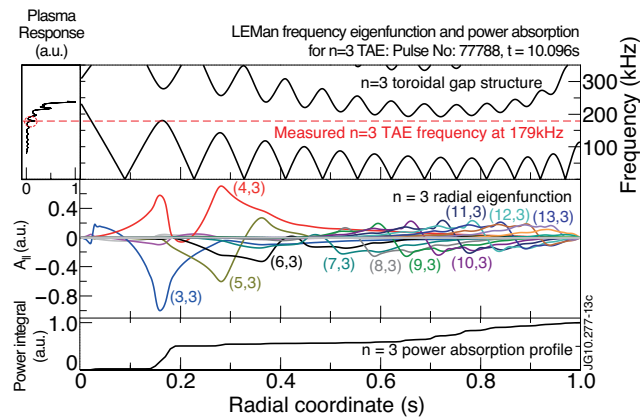 Plasma
Response
(a.u.)
LEMan frequency eigenfunction and power absorption
for n=3 TAE: Pulse No: 77788, t = 10.096s
n=3 toroidal gap structure
Measured n=3 TAE frequency at 179kHz
300
200
100
Frequency (kHz)
0 1
A|| (a.u.)
0.4
0
−0.4
−0.8
n = 3 radial eigenfunction
(4,3)
(11,3) (12,3) (13,3)
(6,3)
(7,3)
(8,3)
(9,3)
(10,3)
(5,3)
(3,3)
Power integral
(a.u.)
1.0
0
n = 3 power absorption profile
JG10.277-13c
0 0.2 0.4 0.6 0.8 1.0
Radial coordinate (s)